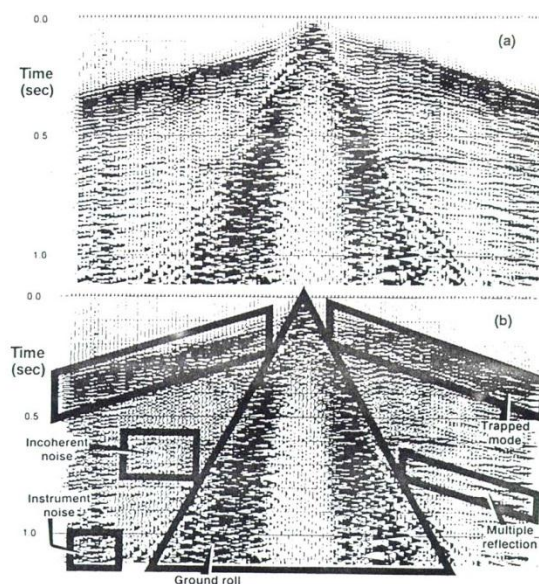 0.0
(a)
Time
(sec)
0.5
1.0
0.0
(b)
Time
(sec)
0.5
Trapped
mode
Incoherent
noise
Instrument
noise
1.0
Multiple
reflection
Ground roll